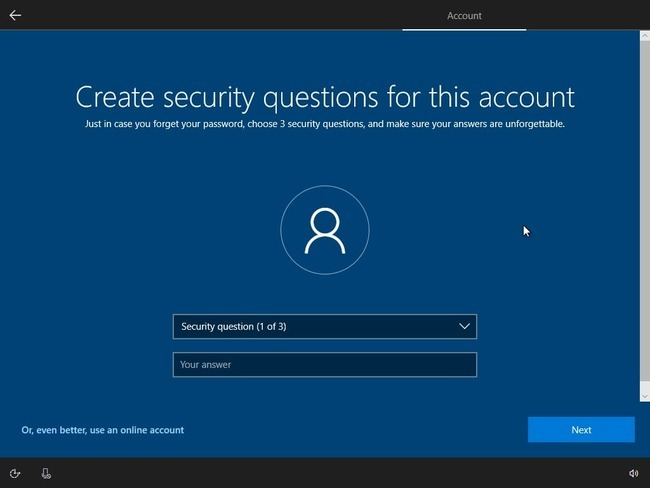 Account
Create security questions for this account
Just in case you forget your password, choose 3 security questions, and make sure your answers are unforgettable.
Security question (1 of 3)
Your answer
Or, even better, use an online account
Next